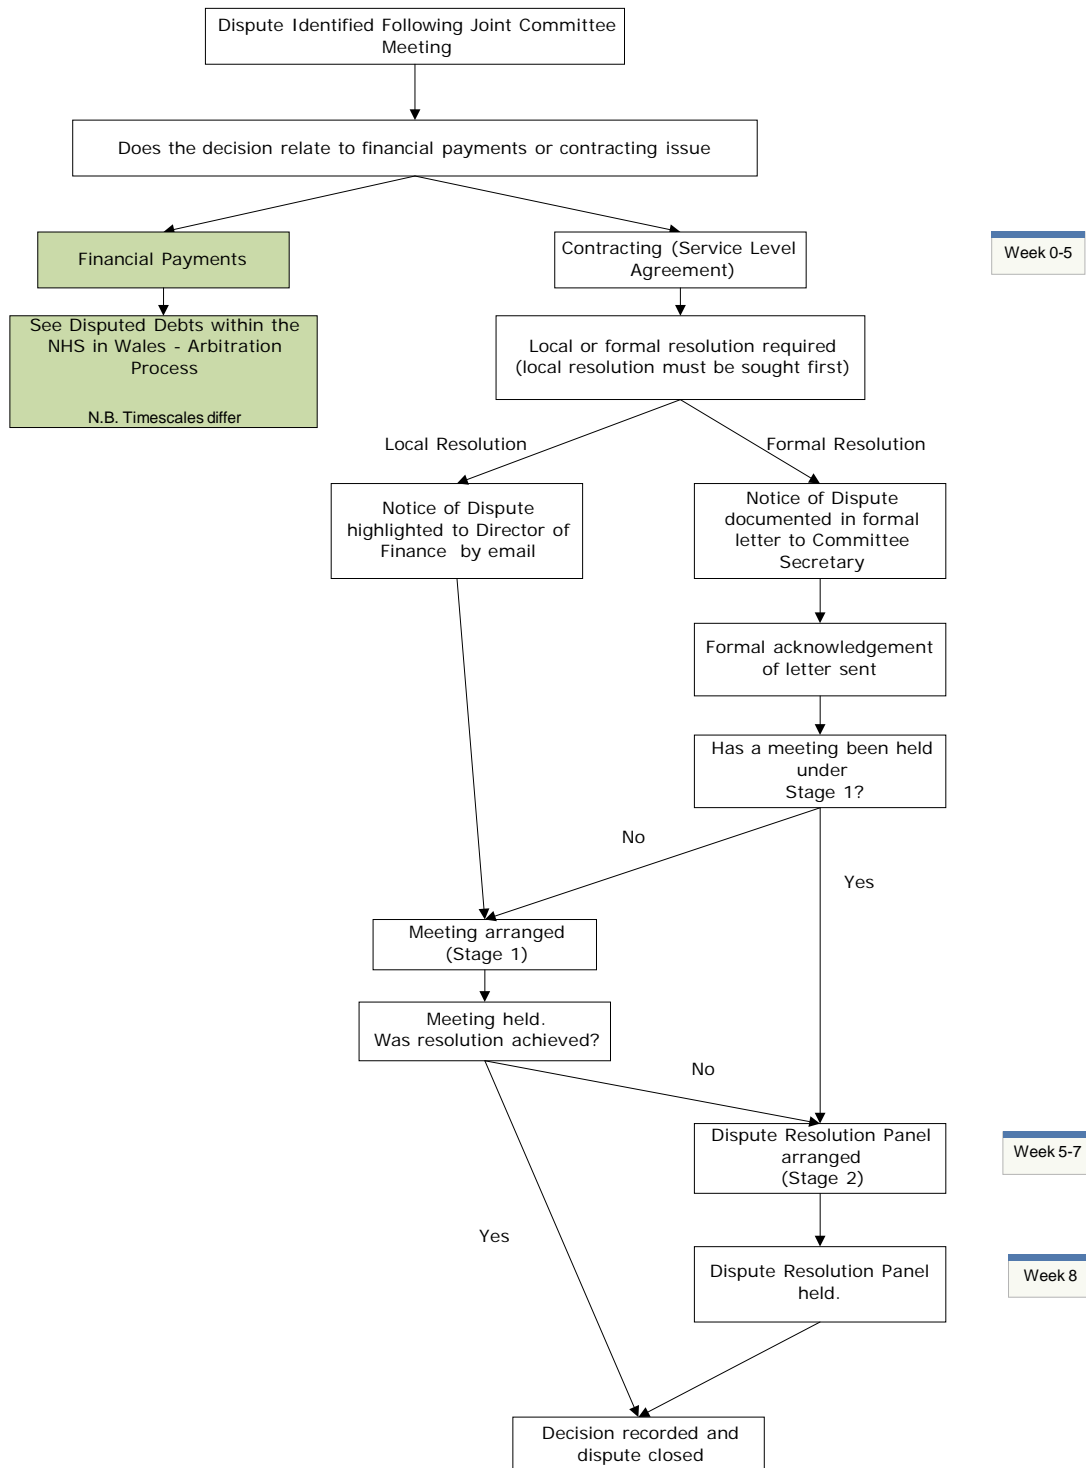 Dispute Identified Following Joint Committee
Meeting
Does the decision relate to financial payments or contracting issue
Financial Payments
Contracting (Service Level
Agreement)
Week 0-5
See Disputed Debts within the
NHS in Wales - Arbitration
Process
N.B. Timescales differ
Local or formal resolution required
(local resolution must be sought first)
Local Resolution
Formal Resolution
Notice of Dispute
highlighted to Director of
Finance by email
Notice of Dispute
documented in formal
letter to Committee
Secretary
Formal acknowledgement
of letter sent
Has a meeting been held
under
Stage 1?
No
Yes
Meeting arranged
(Stage 1)
Meeting held.
Was resolution achieved?
No
Dispute Resolution Panel
arranged
(Stage 2)
Week 5-7
Yes
Dispute Resolution Panel
held.
Week 8
Decision recorded and
dispute closed